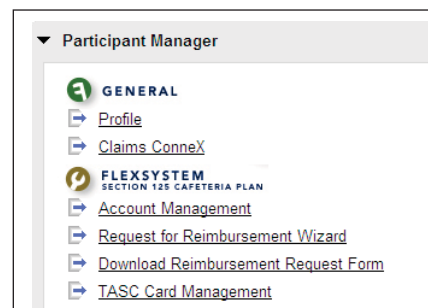 Participant Manager
GENERAL
Profile
Claims ConneX
FLEXSYSTEM
SECTION 125 CAFETERIA PLAN
Account Management
Request for Reimbursement Wizard
Download Reimbursement Request Form
TASC Card Management